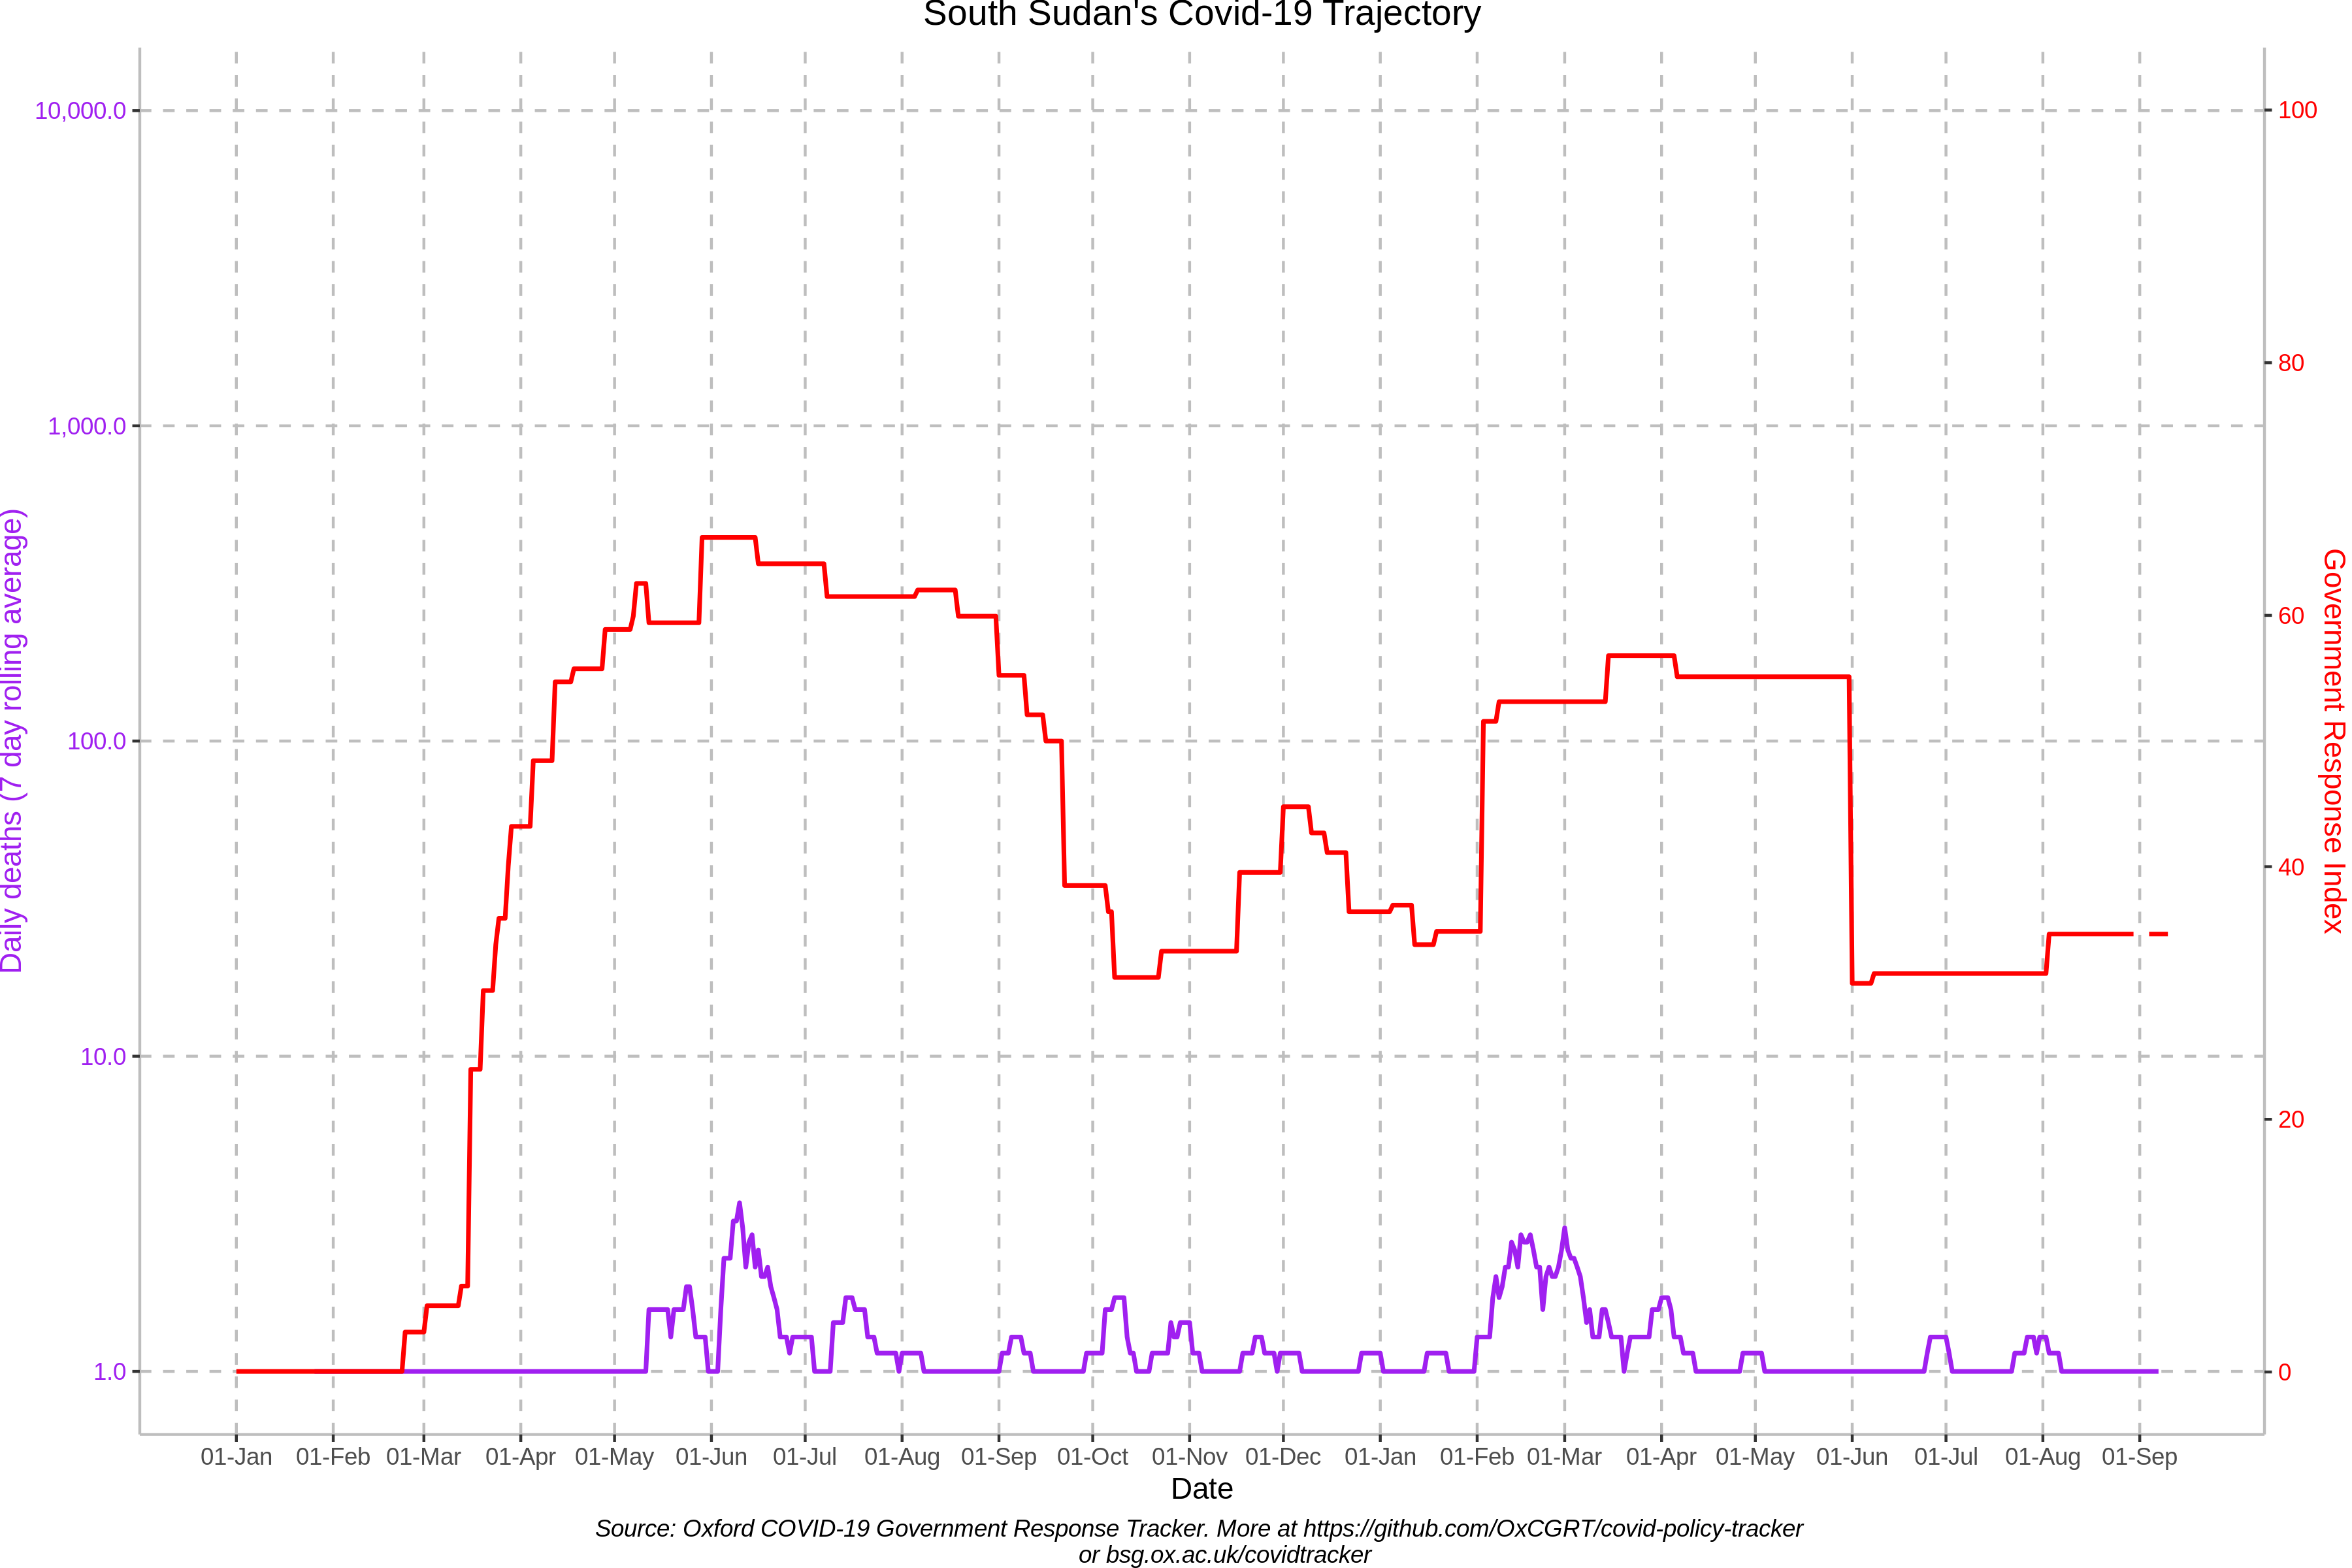 South Sudan's Covid-19 Trajectory
10,000.0
1,000.0
100.0
10.0
1.0
Daily deaths (7 day rolling average)
100
80
60
40
20
0
Government Response Index
01-Jan 01-Feb 01-Mar 01-Apr 01-May 01-Jun 01-Jul 01-Aug 01-Sep 01-Oct 01-Nov 01-Dec 01-Jan 01-Feb 01-Mar 01-Apr 01-May 01-Jun 01-Jul 01-Aug 01-Sep
Date
Source: Oxford COVID-19 Government Response Tracker. More at https://github.com/OxCGRT/covid-policy-tracker
or bsg.ox.ac.uk/covidtracker